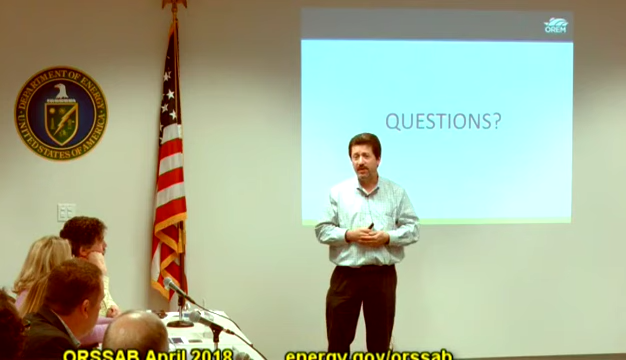 DEPARTMENT OF ENERGY
UNITED STATES OF AMERICA
OREM
QUESTIONS?
ORSSAB April 2018 energy.gov/orssab